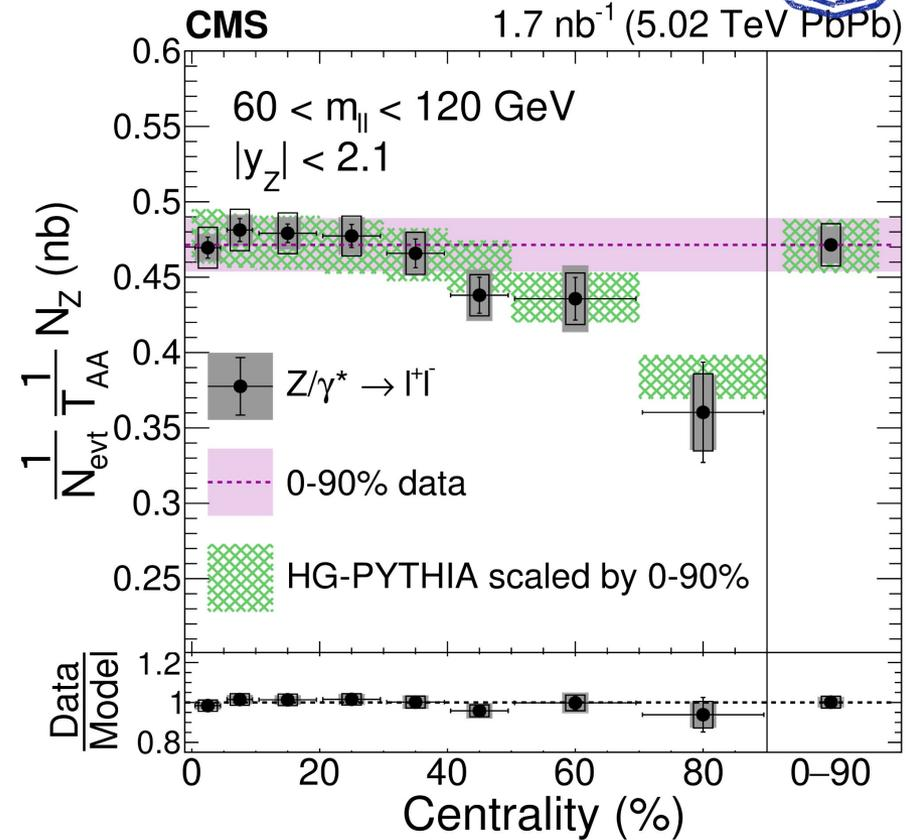 CMS 1.7 nb⁻¹ (5.02 TeV PbPb)
60 < m_ll < 120 GeV
|y_Z| < 2.1
1/N_evt 1/T_AA N_Z (nb)
0.6
0.55
0.5
0.45
0.4
0.35
0.3
0.25
Z/γ* → l⁺l⁻
0-90% data
HG-PYTHIA scaled by 0-90%
Data/Model
1.2
1
0.8
0 20 40 60 80 0–90
Centrality (%)